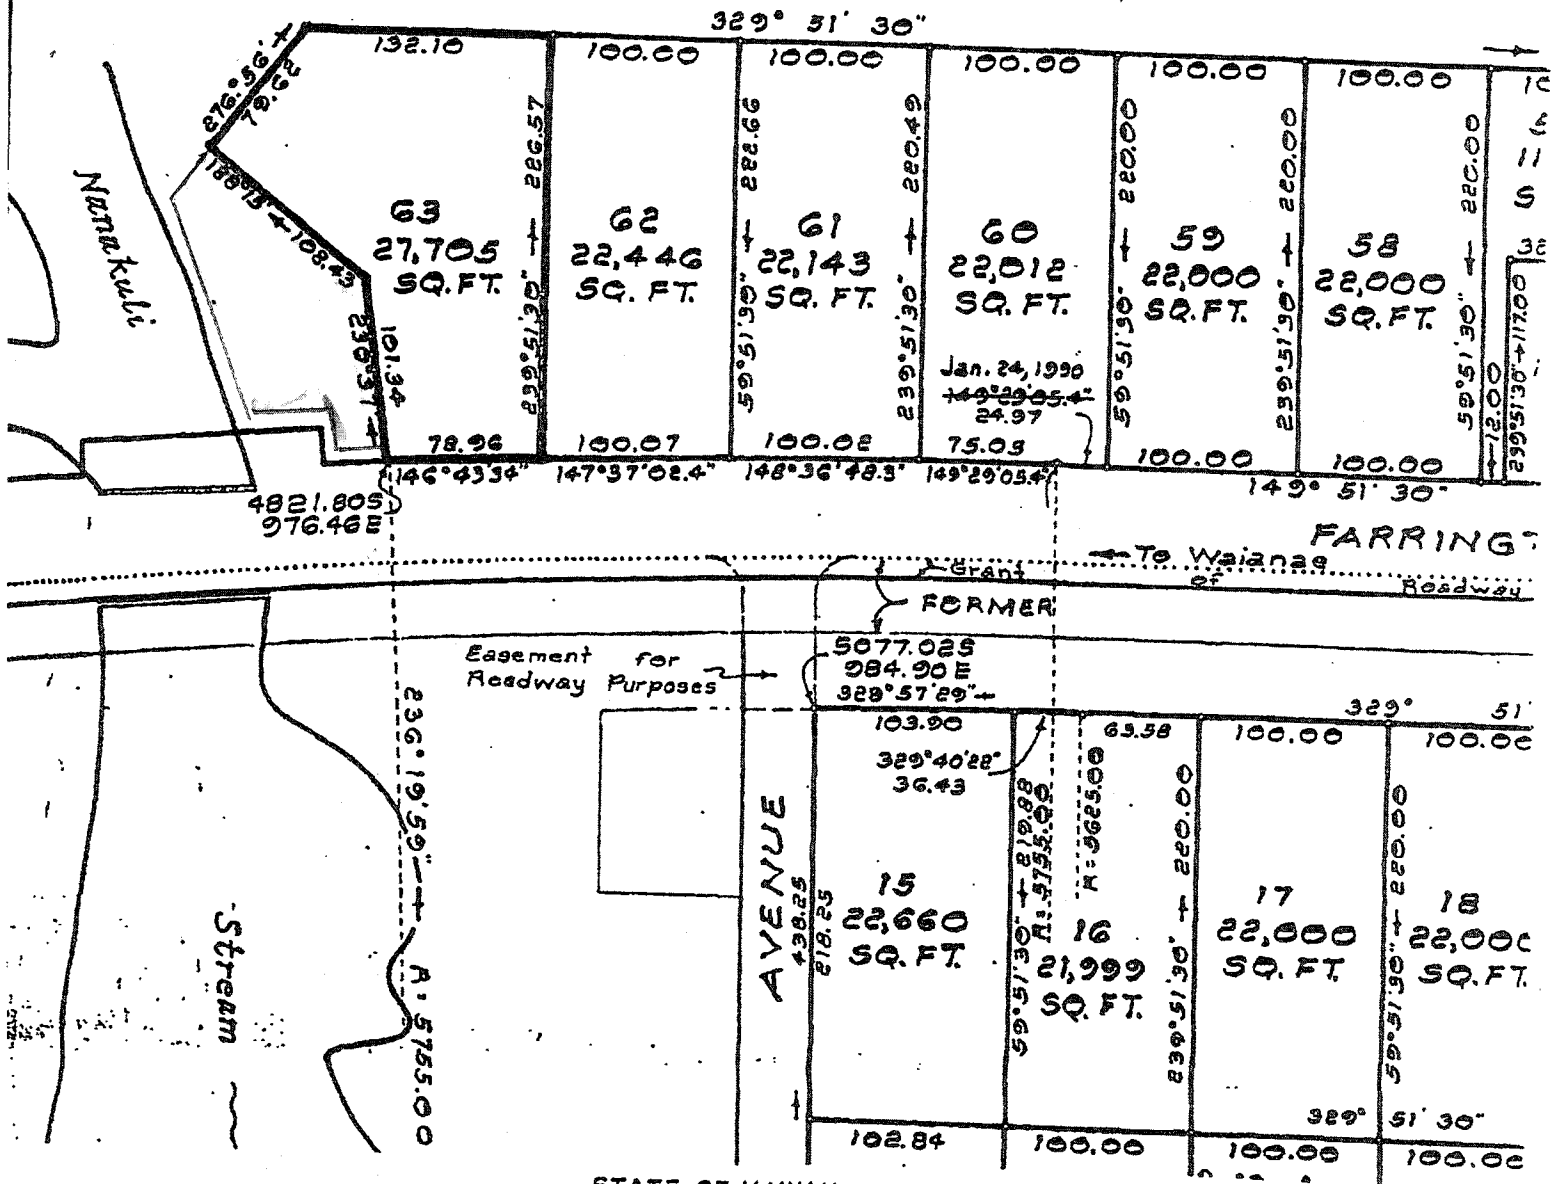 329° 51' 30"
132.10
100.00
100.00
100.00
100.00
100.00
276°56'
79.62
188°13'
108.43
101.34
236°37'
Nanakuli
63
27,705
SQ. FT.
226.57
239°51'30"
62
22,446
SQ. FT.
222.66
59°51'30"
61
22,143
SQ. FT.
220.49
239°51'30"
60
22,012
SQ. FT.
220.00
59°51'30"
59
22,000
SQ. FT.
220.00
239°51'30"
58
22,000
SQ. FT.
220.00
59°51'30"
12.00
239°51'30"
117.00
11
S
32
Jan. 24, 1990
149°29'05.4"
24.97
78.96
100.07
100.02
75.03
100.00
100.00
146°43'34"
147°37'02.4"
148°36'48.3"
149°29'05.4"
149° 51' 30"
4821.80S
976.46E
FARRINGT
To Waianae
Grant
of
Roadway
FORMER
Easement for
Roadway Purposes
5077.02S
984.90E
328°57'29"
103.90
329°40'22"
36.43
63.58
329° 51'
100.00
100.00
236°19'59"
R=5755.00
Stream
AVENUE
438.25
218.25
15
22,660
SQ. FT.
59°51'30"
219.88
R=5755.00
R=5625.00
16
21,999
SQ. FT.
239°51'30"
220.00
17
22,000
SQ. FT.
59°51'30"
220.00
18
22,000
SQ. FT.
329° 51' 30"
102.84
100.00
100.00
100.00